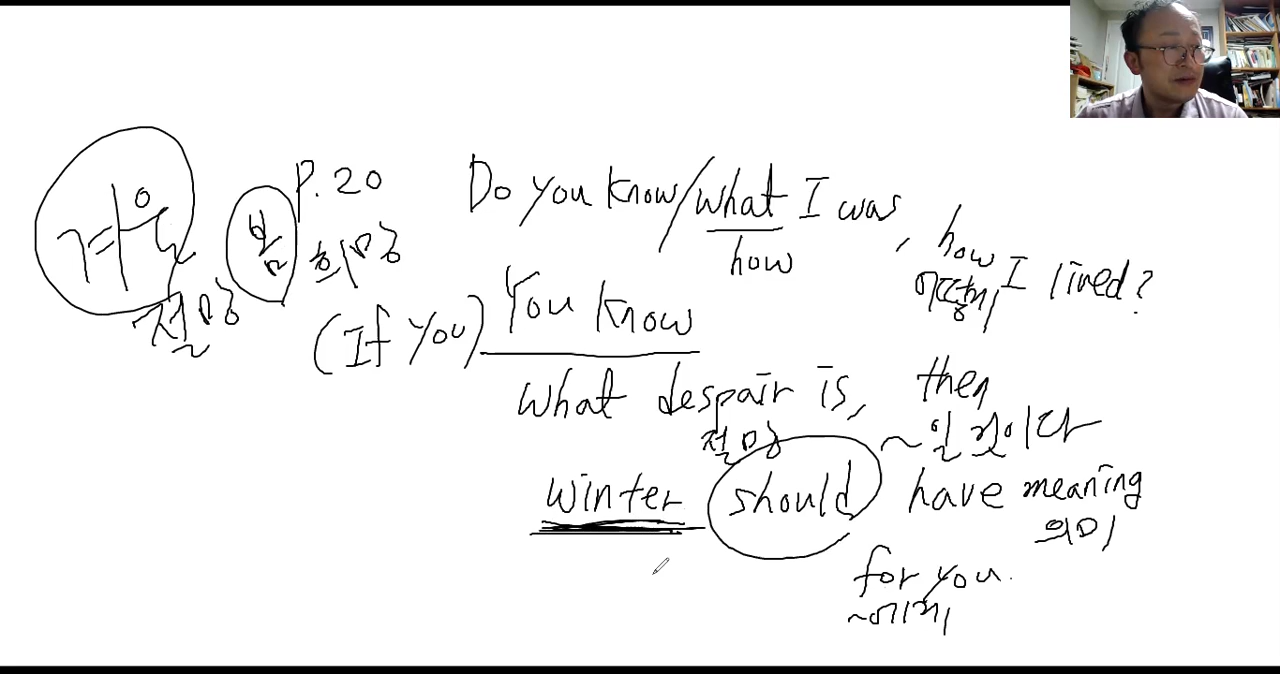 겨울
절망
봄
P. 20
희망
Do you know/what I was, how I lived?
how
어떻게
(If you) You know
what despair is, then
절망
~일것이다
winter should have meaning
의미
for you.
~에게